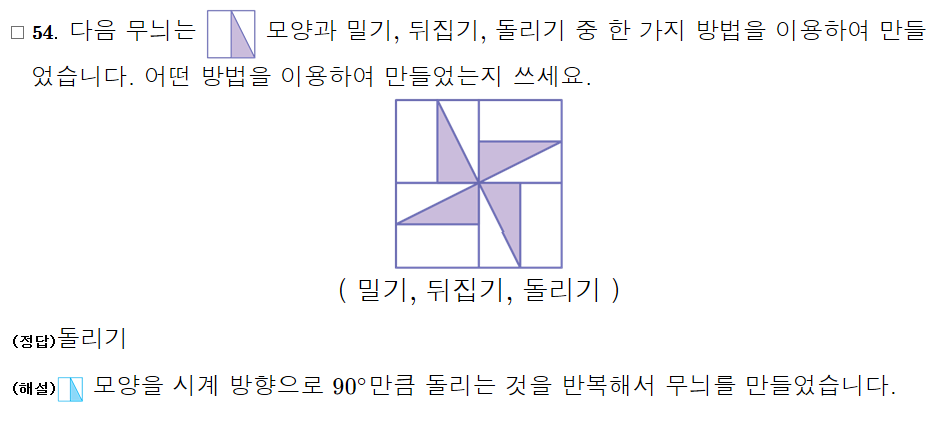 □ 54. 다음 무늬는 모양과 밀기, 뒤집기, 돌리기 중 한 가지 방법을 이용하여 만들
었습니다. 어떤 방법을 이용하여 만들었는지 쓰세요.
( 밀기, 뒤집기, 돌리기 )
(정답)돌리기
(해설) 모양을 시계 방향으로 90°만큼 돌리는 것을 반복해서 무늬를 만들었습니다.